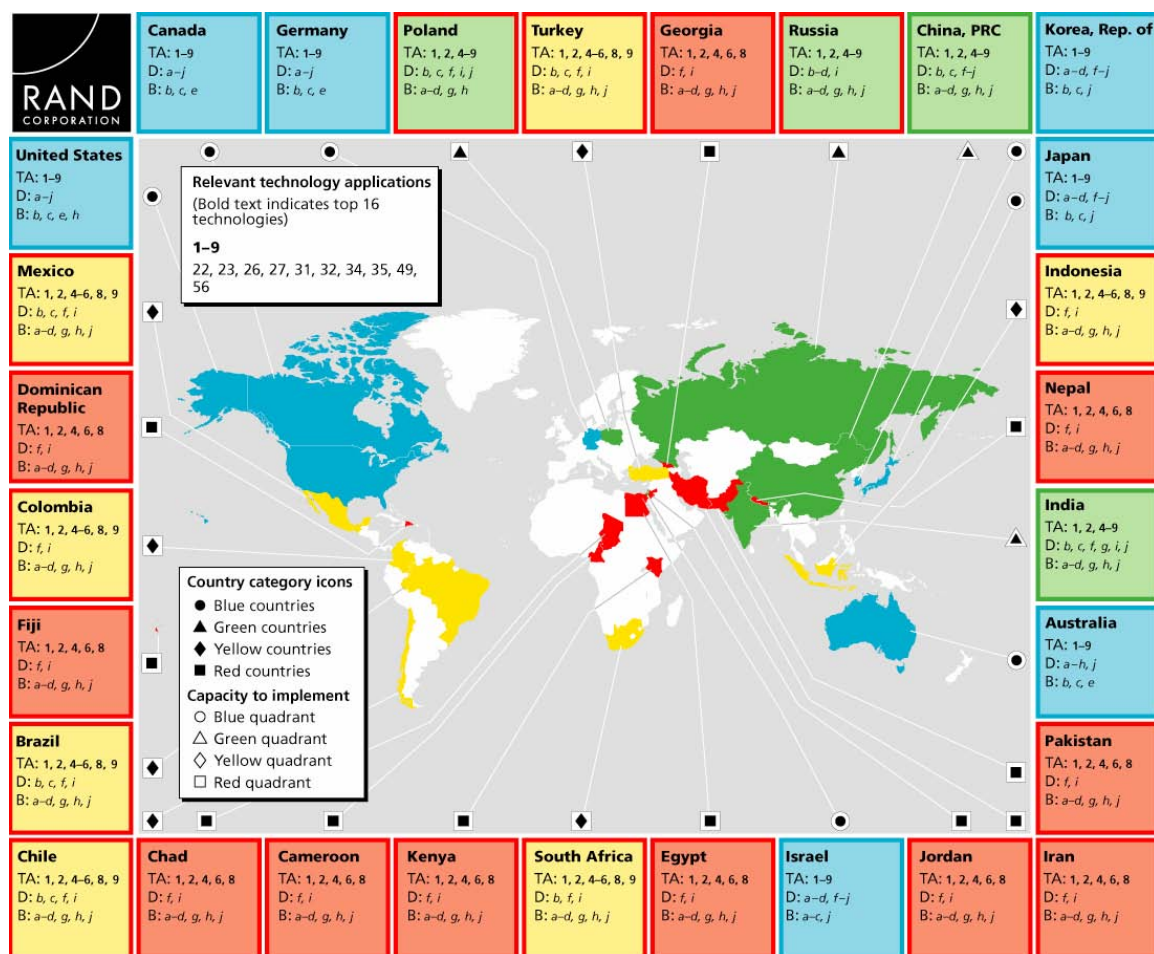 RAND
CORPORATION
Canada
TA: 1–9
D: a–j
B: b, c, e
Germany
TA: 1–9
D: a–j
B: b, c, e
Poland
TA: 1, 2, 4–9
D: b, c, f, i, j
B: a–d, g, h
Turkey
TA: 1, 2, 4–6, 8, 9
D: b, c, f, i
B: a–d, g, h, j
Georgia
TA: 1, 2, 4, 6, 8
D: f, i
B: a–d, g, h, j
Russia
TA: 1, 2, 4–9
D: b–d, i
B: a–d, g, h, j
China, PRC
TA: 1, 2, 4–9
D: b, c, f–j
B: a–d, g, h, j
Korea, Rep. of
TA: 1–9
D: a–d, f–j
B: b, c, j
United States
TA: 1–9
D: a–j
B: b, c, e, h
Mexico
TA: 1, 2, 4–6, 8, 9
D: b, c, f, i
B: a–d, g, h, j
Dominican
Republic
TA: 1, 2, 4, 6, 8
D: f, i
B: a–d, g, h, j
Colombia
TA: 1, 2, 4–6, 8, 9
D: f, i
B: a–d, g, h, j
Fiji
TA: 1, 2, 4, 6, 8
D: f, i
B: a–d, g, h, j
Brazil
TA: 1, 2, 4–6, 8, 9
D: b, c, f, i
B: a–d, g, h, j
Relevant technology applications
(Bold text indicates top 16
technologies)
1–9
22, 23, 26, 27, 31, 32, 34, 35, 49,
56
Country category icons
Blue countries
Green countries
Yellow countries
Red countries
Capacity to implement
Blue quadrant
Green quadrant
Yellow quadrant
Red quadrant
Japan
TA: 1–9
D: a–d, f–j
B: b, c, j
Indonesia
TA: 1, 2, 4–6, 8, 9
D: f, i
B: a–d, g, h, j
Nepal
TA: 1, 2, 4, 6, 8
D: f, i
B: a–d, g, h, j
India
TA: 1, 2, 4–9
D: b, c, f, g, i, j
B: a–d, g, h, j
Australia
TA: 1–9
D: a–h, j
B: b, c, e
Pakistan
TA: 1, 2, 4, 6, 8
D: f, i
B: a–d, g, h, j
Chile
TA: 1, 2, 4–6, 8, 9
D: b, c, f, i
B: a–d, g, h, j
Chad
TA: 1, 2, 4, 6, 8
D: f, i
B: a–d, g, h, j
Cameroon
TA: 1, 2, 4, 6, 8
D: f, i
B: a–d, g, h, j
Kenya
TA: 1, 2, 4, 6, 8
D: f, i
B: a–d, g, h, j
South Africa
TA: 1, 2, 4–6, 8, 9
D: b, f, i
B: a–d, g, h, j
Egypt
TA: 1, 2, 4, 6, 8
D: f, i
B: a–d, g, h, j
Israel
TA: 1–9
D: a–d, f–j
B: a–c, j
Jordan
TA: 1, 2, 4, 6, 8
D: f, i
B: a–d, g, h, j
Iran
TA: 1, 2, 4, 6, 8
D: f, i
B: a–d, g, h, j